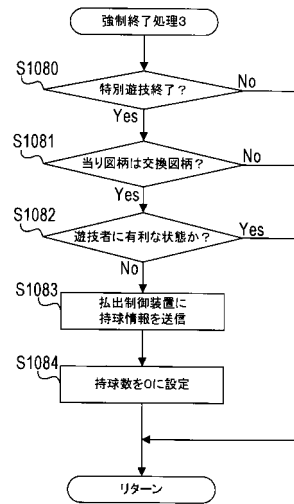 強制終了処理3
S1080
特別遊技終了?
No
Yes
S1081
当り図柄は交換図柄?
No
Yes
S1082
遊技者に有利な状態か?
Yes
No
S1083
払出制御装置に
持球情報を送信
S1084
持球数を0に設定
リターン